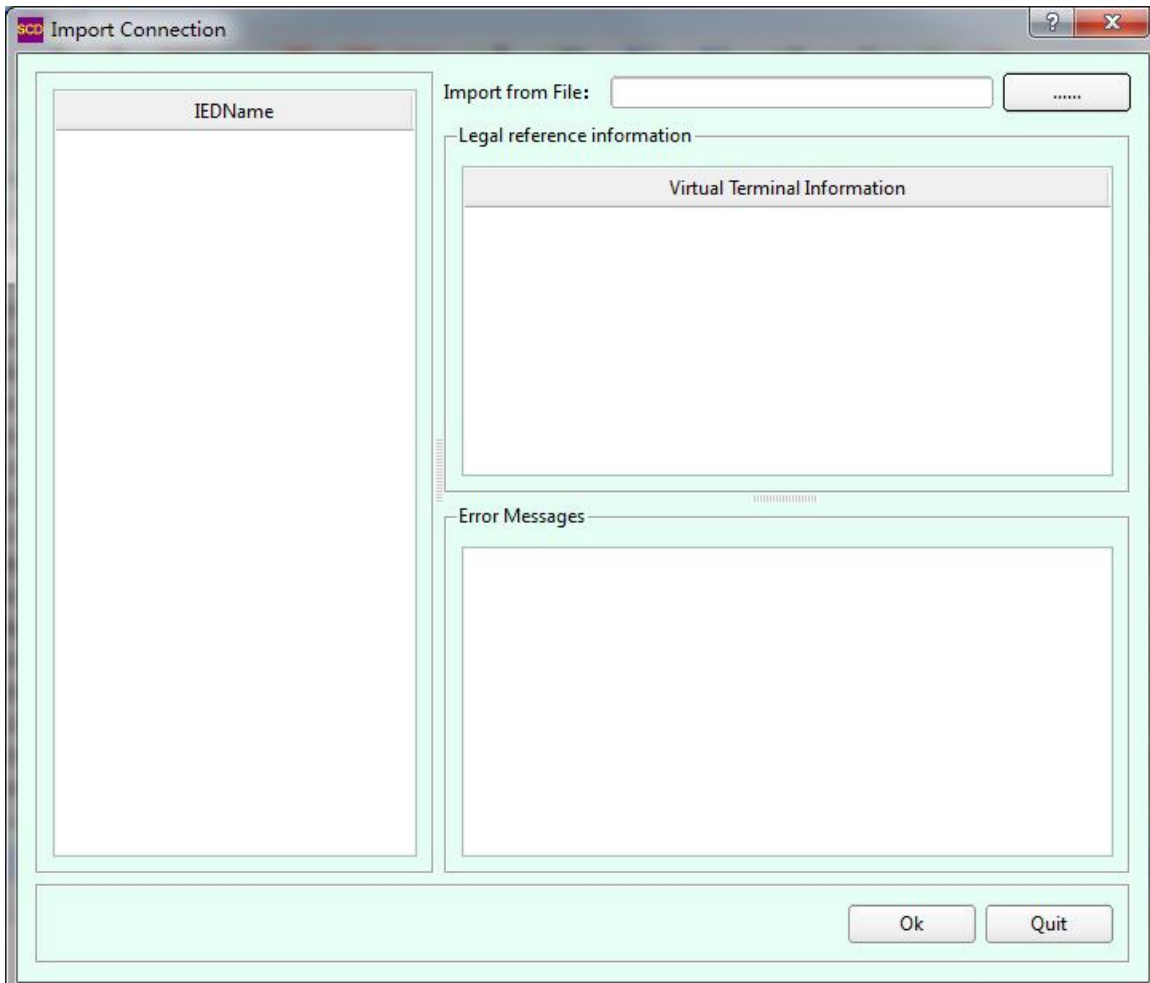 SCD Import Connection
IEDName
Import from File:
......
Legal reference information
Virtual Terminal Information
Error Messages
Ok
Quit